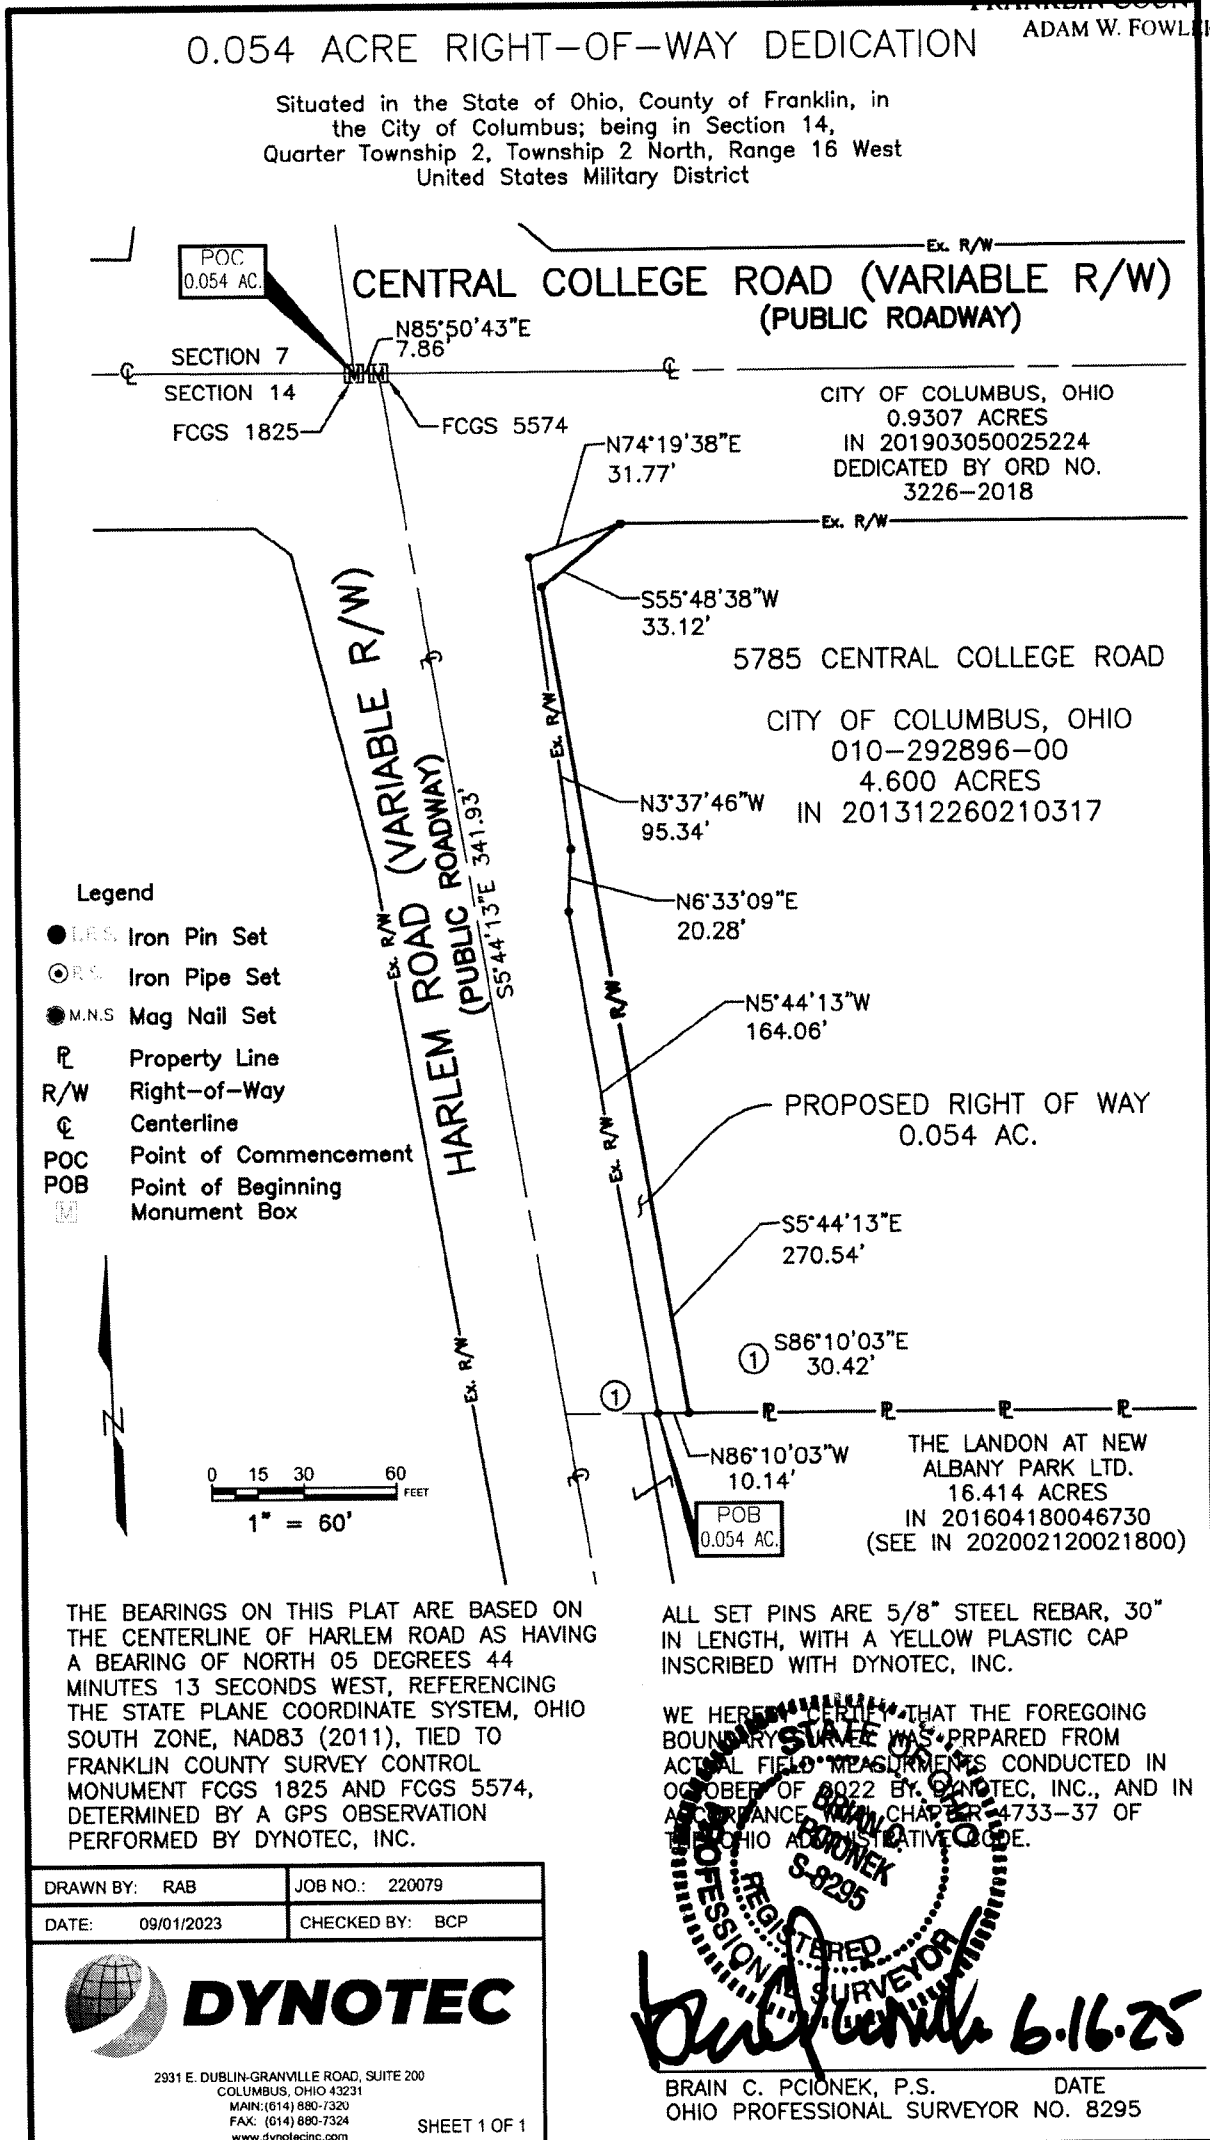 ADAM W. FOWLE
0.054 ACRE RIGHT-OF-WAY DEDICATION
Situated in the State of Ohio, County of Franklin, in
the City of Columbus; being in Section 14,
Quarter Township 2, Township 2 North, Range 16 West
United States Military District
POC
0.054 AC.
Ex. R/W
CENTRAL COLLEGE ROAD (VARIABLE R/W)
(PUBLIC ROADWAY)
N85°50'43"E
7.86'
SECTION 7
SECTION 14
FCGS 1825
FCGS 5574
CITY OF COLUMBUS, OHIO
0.9307 ACRES
IN 201903050025224
DEDICATED BY ORD NO.
3226-2018
N74°19'38"E
31.77'
Ex. R/W
S55°48'38"W
33.12'
5785 CENTRAL COLLEGE ROAD
CITY OF COLUMBUS, OHIO
010-292896-00
4.600 ACRES
IN 201312260210317
Ex. R/W
N3°37'46"W
95.34'
N6°33'09"E
20.28'
HARLEM ROAD (VARIABLE R/W)
(PUBLIC ROADWAY)
S5°44'13"E 341.93'
Ex. R/W
R/W
N5°44'13"W
164.06'
PROPOSED RIGHT OF WAY
0.054 AC.
Ex. R/W
S5°44'13"E
270.54'
Legend
Iron Pin Set
Iron Pipe Set
M.N.S Mag Nail Set
PL Property Line
R/W Right-of-Way
CL Centerline
POC Point of Commencement
POB Point of Beginning
M Monument Box
Ex. R/W
1 S86°10'03"E
30.42'
1
PL PL PL PL
N86°10'03"W
10.14'
THE LANDON AT NEW
ALBANY PARK LTD.
16.414 ACRES
IN 201604180046730
(SEE IN 202002120021800)
POB
0.054 AC.
N
0 15 30 60
FEET
1" = 60'
THE BEARINGS ON THIS PLAT ARE BASED ON
THE CENTERLINE OF HARLEM ROAD AS HAVING
A BEARING OF NORTH 05 DEGREES 44
MINUTES 13 SECONDS WEST, REFERENCING
THE STATE PLANE COORDINATE SYSTEM, OHIO
SOUTH ZONE, NAD83 (2011), TIED TO
FRANKLIN COUNTY SURVEY CONTROL
MONUMENT FCGS 1825 AND FCGS 5574,
DETERMINED BY A GPS OBSERVATION
PERFORMED BY DYNOTEC, INC.
ALL SET PINS ARE 5/8" STEEL REBAR, 30"
IN LENGTH, WITH A YELLOW PLASTIC CAP
INSCRIBED WITH DYNOTEC, INC.
WE HEREBY CERTIFY THAT THE FOREGOING
BOUNDARY WAS PRPARED FROM
ACTUAL FIELD MEASURMENTS CONDUCTED IN
OCTOBER OF 2022 BY DYNOTEC, INC., AND IN
ACCORDANCE CHAPTER 4733-37 OF
THE OHIO ADMINISTRATIVE CODE.
STATE OF OHIO
BRIAN C.
PCIONEK
S-8295
REGISTERED
PROFESSIONAL SURVEYOR
6.16.25
BRAIN C. PCIONEK, P.S. DATE
OHIO PROFESSIONAL SURVEYOR NO. 8295
DRAWN BY: RAB JOB NO.: 220079
DATE: 09/01/2023 CHECKED BY: BCP
DYNOTEC
2931 E. DUBLIN-GRANVILLE ROAD, SUITE 200
COLUMBUS, OHIO 43231
MAIN:(614) 880-7320
FAX: (614) 880-7324
www.dynotecinc.com
SHEET 1 OF 1